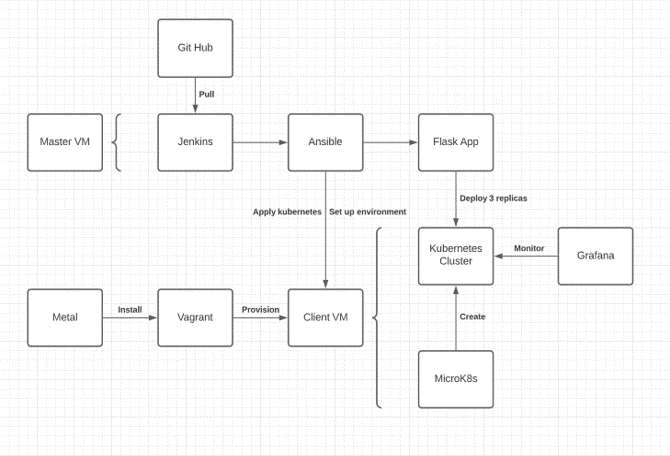 Git Hub
Pull
Master VM
Jenkins
Ansible
Flask App
Apply kubernetes
Set up environment
Deploy 3 replicas
Kubernetes
Cluster
Monitor
Grafana
Metal
Install
Vagrant
Provision
Client VM
Create
MicroK8s